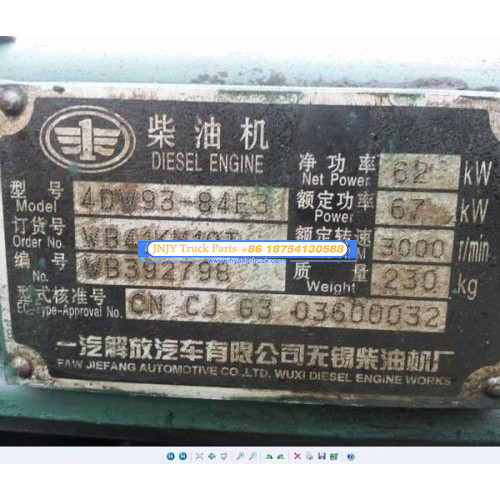 柴油机
DIESEL ENGINE
净功率 Net Power 62 kW
型号 Model 4DW93-84E3
额定功率 Power 67 kW
订货号 Order No.
额定转速 3000 r/min
JNJY Truck Parts +86 18754130588
编号 No.
质量 Weight 230 kg
型式核准号 EC-Type-Approval No. CN CJ G3 03600032
一汽解放汽车有限公司无锡柴油机厂
FAW JIEFANG AUTOMOTIVE CO.,LTD. WUXI DIESEL ENGINE WORKS